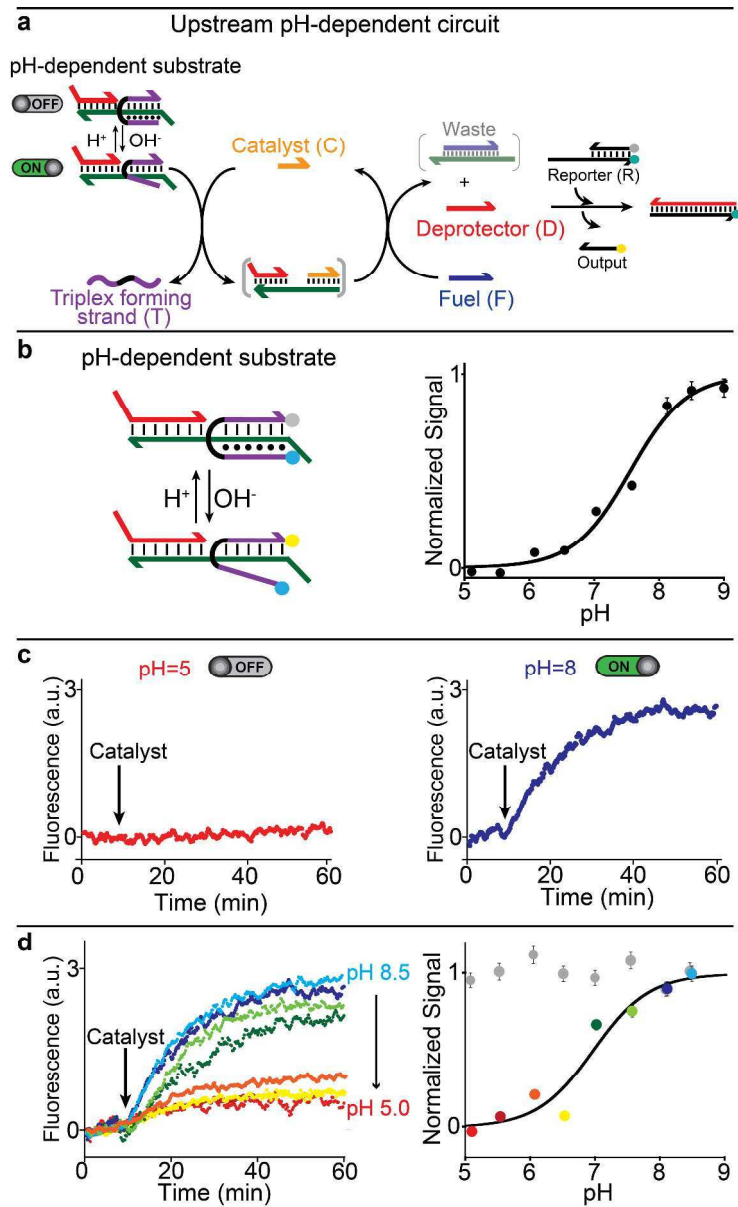 a
Upstream pH-dependent circuit
pH-dependent substrate
OFF
H+ OH-
ON
Catalyst (C)
Waste
+
Deprotector (D)
Reporter (R)
Output
Triplex forming
strand (T)
Fuel (F)
b
pH-dependent substrate
H+ OH-
Normalized Signal
1
0
5 6 7 8 9
pH
c
pH=5 OFF
Fluorescence (a.u.)
3
0
Catalyst
0 20 40 60
Time (min)
pH=8 ON
Fluorescence (a.u.)
3
0
Catalyst
0 20 40 60
Time (min)
d
Fluorescence (a.u.)
3
0
Catalyst
pH 8.5
pH 5.0
0 20 40 60
Time (min)
Normalized Signal
1
0
5 6 7 8 9
pH